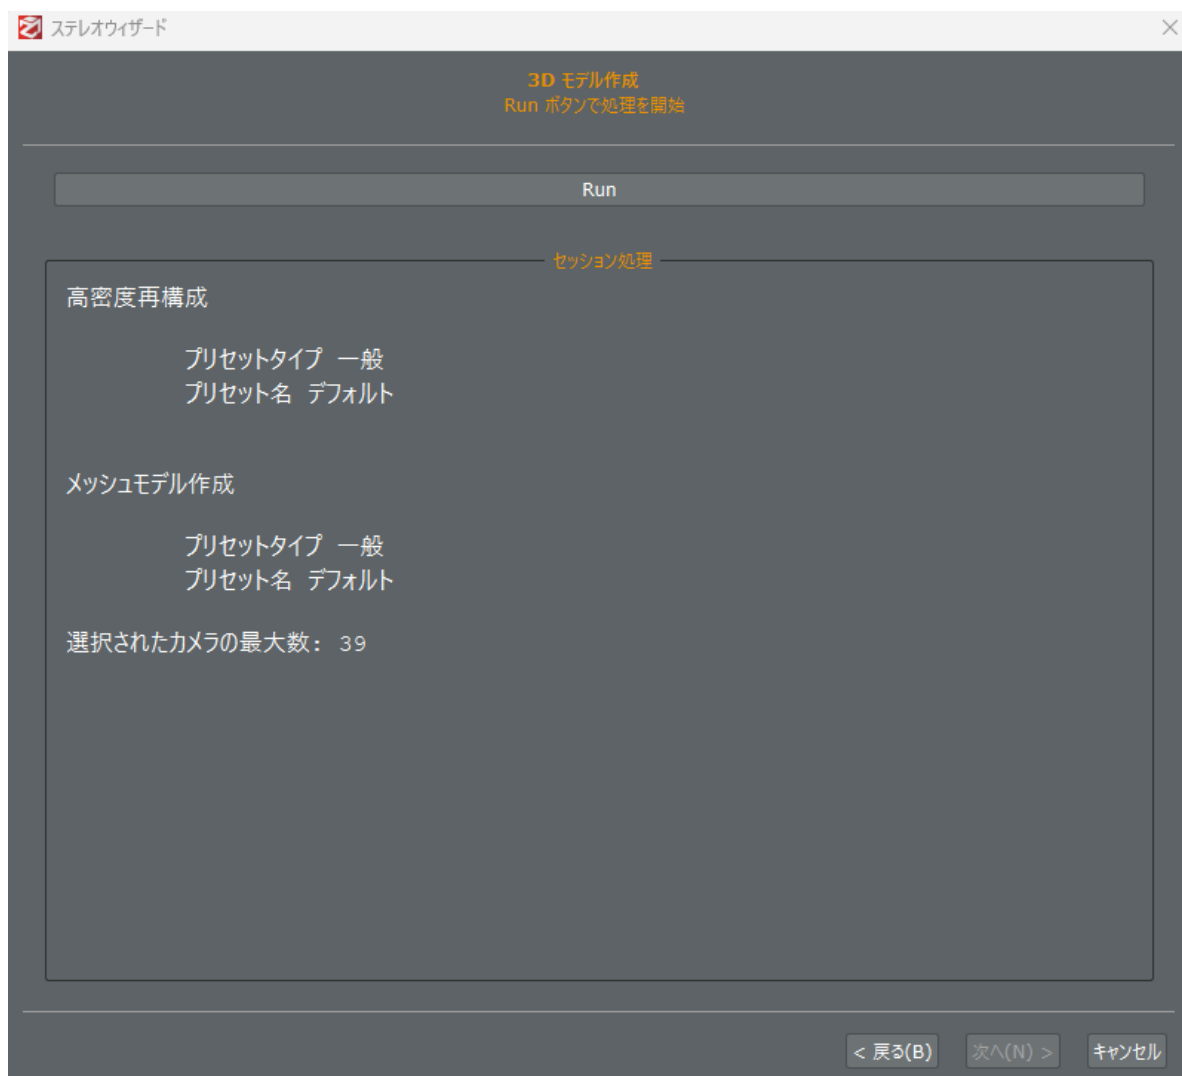 ステレオウィザード
3D モデル作成
Run ボタンで処理を開始
Run
セッション処理
高密度再構成
プリセットタイプ 一般
プリセット名 デフォルト
メッシュモデル作成
プリセットタイプ 一般
プリセット名 デフォルト
選択されたカメラの最大数: 39
< 戻る(B) 次へ(N) > キャンセル